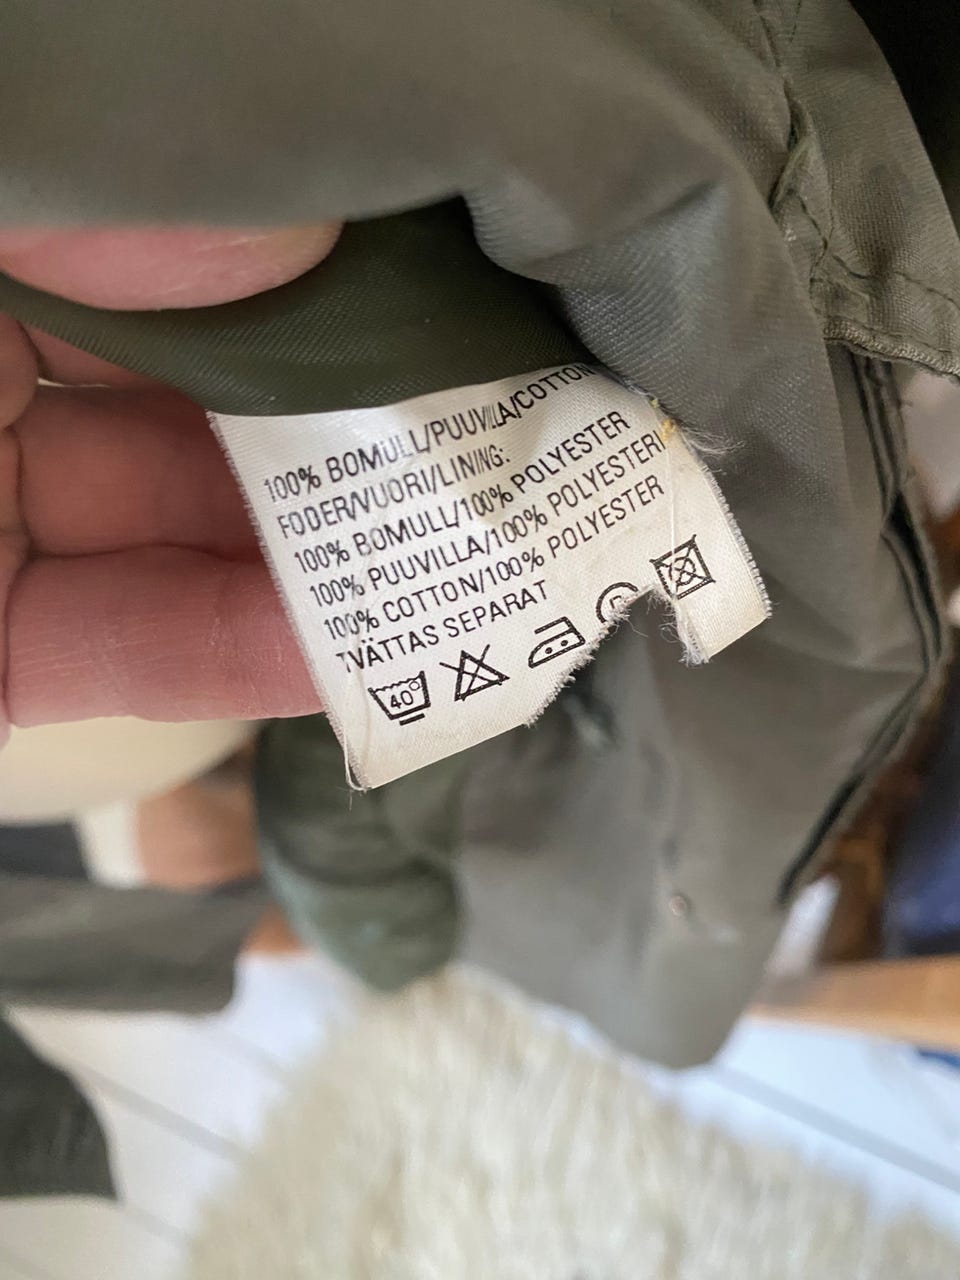 100% BOMULL/PUUVILLA/COTTON
FODER/VUORI/LINING:
100% BOMULL/100% POLYESTER
100% PUUVILLA/100% POLYESTERI
100% COTTON/100% POLYESTER
TVÄTTAS SEPARAT
40°